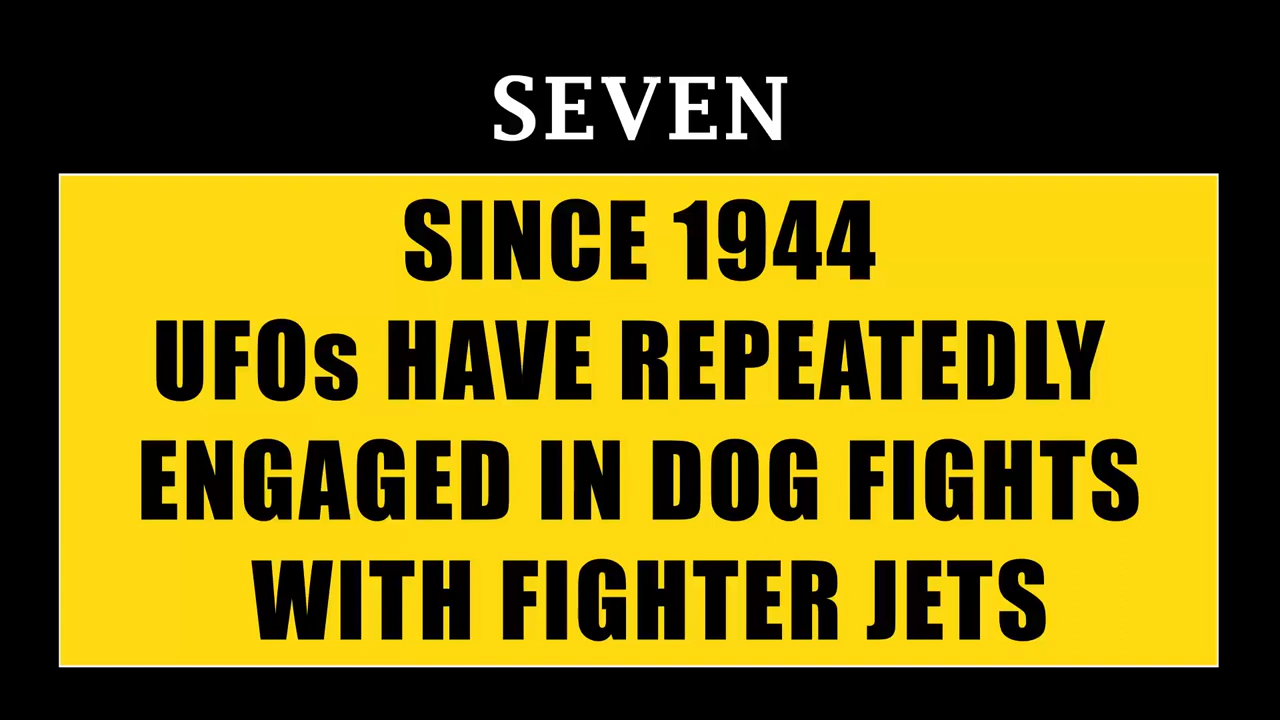 SEVEN
SINCE 1944
UFOs HAVE REPEATEDLY
ENGAGED IN DOG FIGHTS
WITH FIGHTER JETS